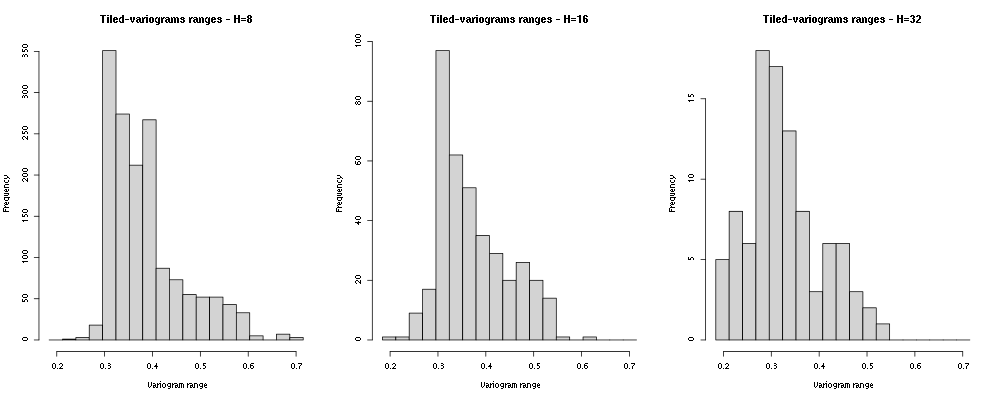 Tiled-variograms ranges - H=8
Frequency
350
300
250
200
150
100
50
0
0.2 0.3 0.4 0.5 0.6 0.7
Variogram range
Tiled-variograms ranges - H=16
Frequency
100
80
60
40
20
0
0.2 0.3 0.4 0.5 0.6 0.7
Variogram range
Tiled-variograms ranges - H=32
Frequency
15
10
5
0
0.2 0.3 0.4 0.5 0.6 0.7
Variogram range